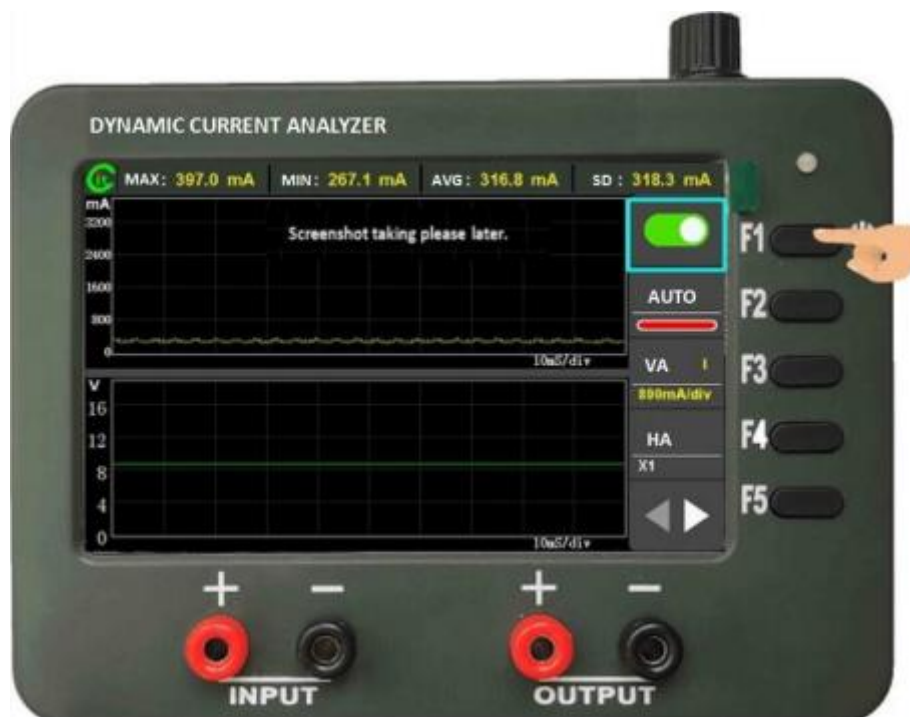 DYNAMIC CURRENT ANALYZER
MAX: 397.0 mA MIN: 267.1 mA AVG: 316.8 mA SD: 318.3 mA
mA
3200
Screenshot taking please later.
F1
2400
1600
AUTO
F2
800
0
10mS/div
VA I
F3
V
800mA/div
16
12
HA
F4
8
X1
4
F5
0
10mS/div
+ − + −
INPUT OUTPUT